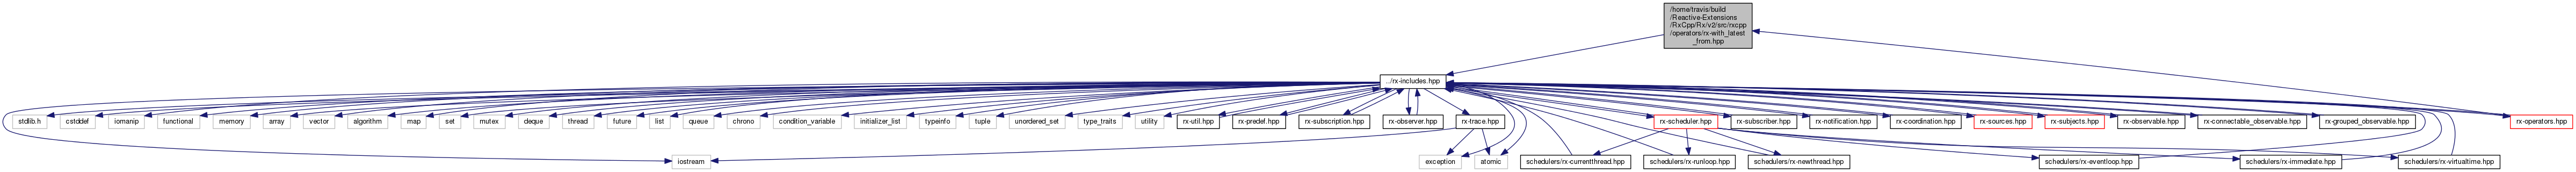 /home/travis/build
/Reactive-Extensions
/RxCpp/Rx/v2/src/rxcpp
/operators/rx-with_latest
_from.hpp
../rx-includes.hpp
stdlib.h
cstddef
iomanip
functional
memory
array
vector
algorithm
map
set
mutex
deque
thread
future
list
queue
chrono
condition_variable
initializer_list
typeinfo
tuple
unordered_set
type_traits
utility
rx-util.hpp
rx-predef.hpp
rx-subscription.hpp
rx-observer.hpp
rx-trace.hpp
rx-scheduler.hpp
rx-subscriber.hpp
rx-notification.hpp
rx-coordination.hpp
rx-sources.hpp
rx-subjects.hpp
rx-observable.hpp
rx-connectable_observable.hpp
rx-grouped_observable.hpp
rx-operators.hpp
iostream
exception
atomic
schedulers/rx-currentthread.hpp
schedulers/rx-runloop.hpp
schedulers/rx-newthread.hpp
schedulers/rx-eventloop.hpp
schedulers/rx-immediate.hpp
schedulers/rx-virtualtime.hpp